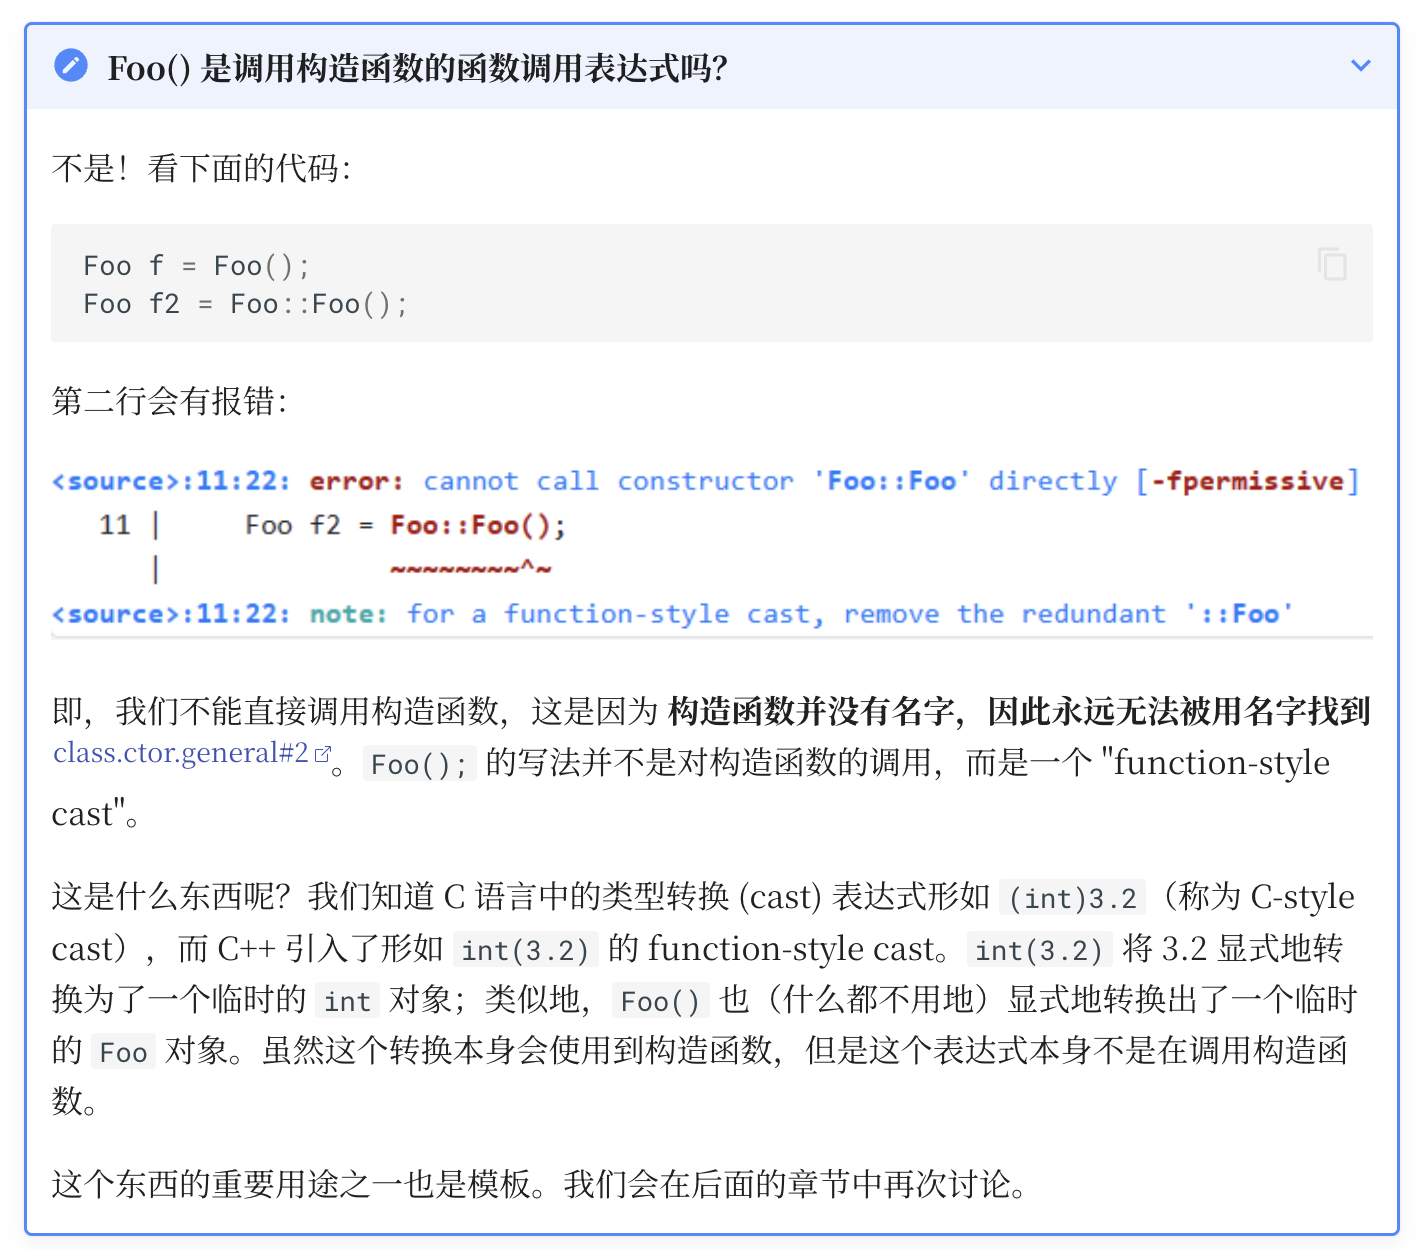 Foo() 是调用构造函数的函数调用表达式吗？
不是！看下面的代码：
Foo f = Foo();
Foo f2 = Foo::Foo();
第二行会有报错：
<source>:11:22: error: cannot call constructor 'Foo::Foo' directly [-fpermissive]
11 |     Foo f2 = Foo::Foo();
|              ~~~~~~~~^~
<source>:11:22: note: for a function-style cast, remove the redundant '::Foo'
即，我们不能直接调用构造函数，这是因为 构造函数并没有名字，因此永远无法被用名字找到
class.ctor.general#2。Foo(); 的写法并不是对构造函数的调用，而是一个 "function-style
cast"。
这是什么东西呢？我们知道 C 语言中的类型转换 (cast) 表达式形如 (int)3.2（称为 C-style
cast），而 C++ 引入了形如 int(3.2) 的 function-style cast。int(3.2) 将 3.2 显式地转
换为了一个临时的 int 对象；类似地，Foo() 也（什么都不用地）显式地转换出了一个临时
的 Foo 对象。虽然这个转换本身会使用到构造函数，但是这个表达式本身不是在调用构造函
数。
这个东西的重要用途之一也是模板。我们会在后面的章节中再次讨论。